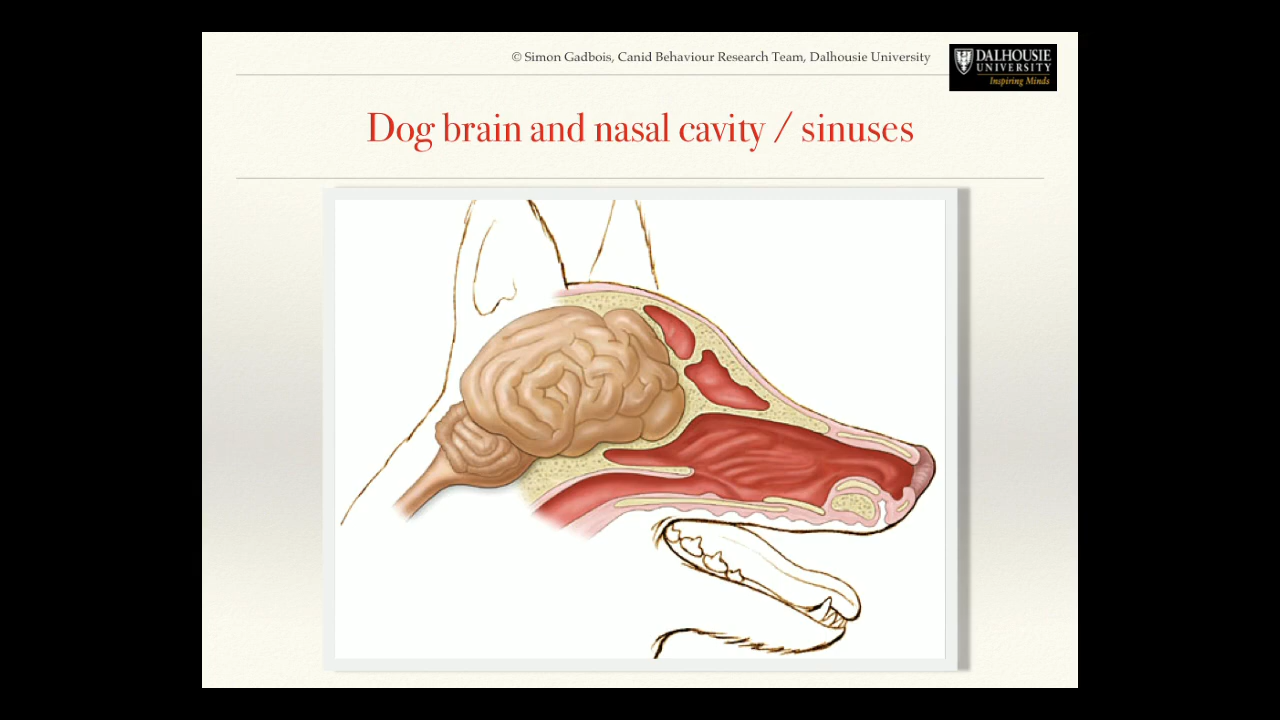 © Simon Gadbois, Canid Behaviour Research Team, Dalhousie University
DALHOUSIE
UNIVERSITY
Inspiring Minds
Dog brain and nasal cavity / sinuses